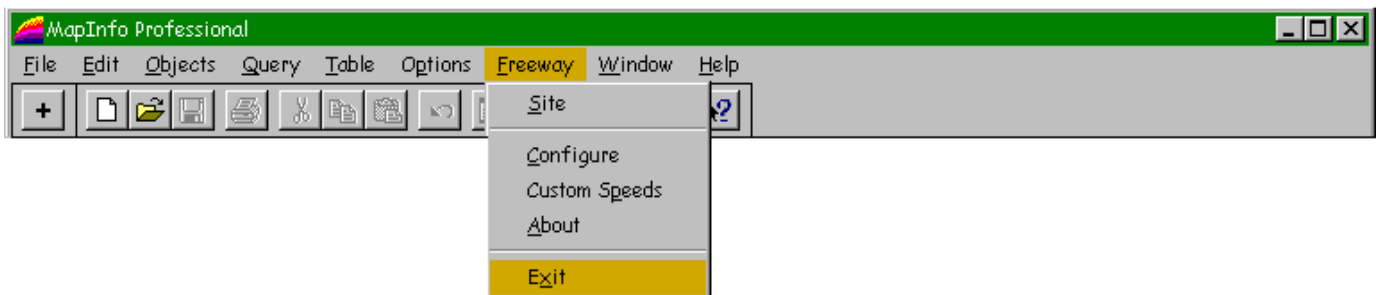 MapInfo Professional
File Edit Objects Query Table Options Freeway Window Help
+ ?
Site
Configure
Custom Speeds
About
Exit